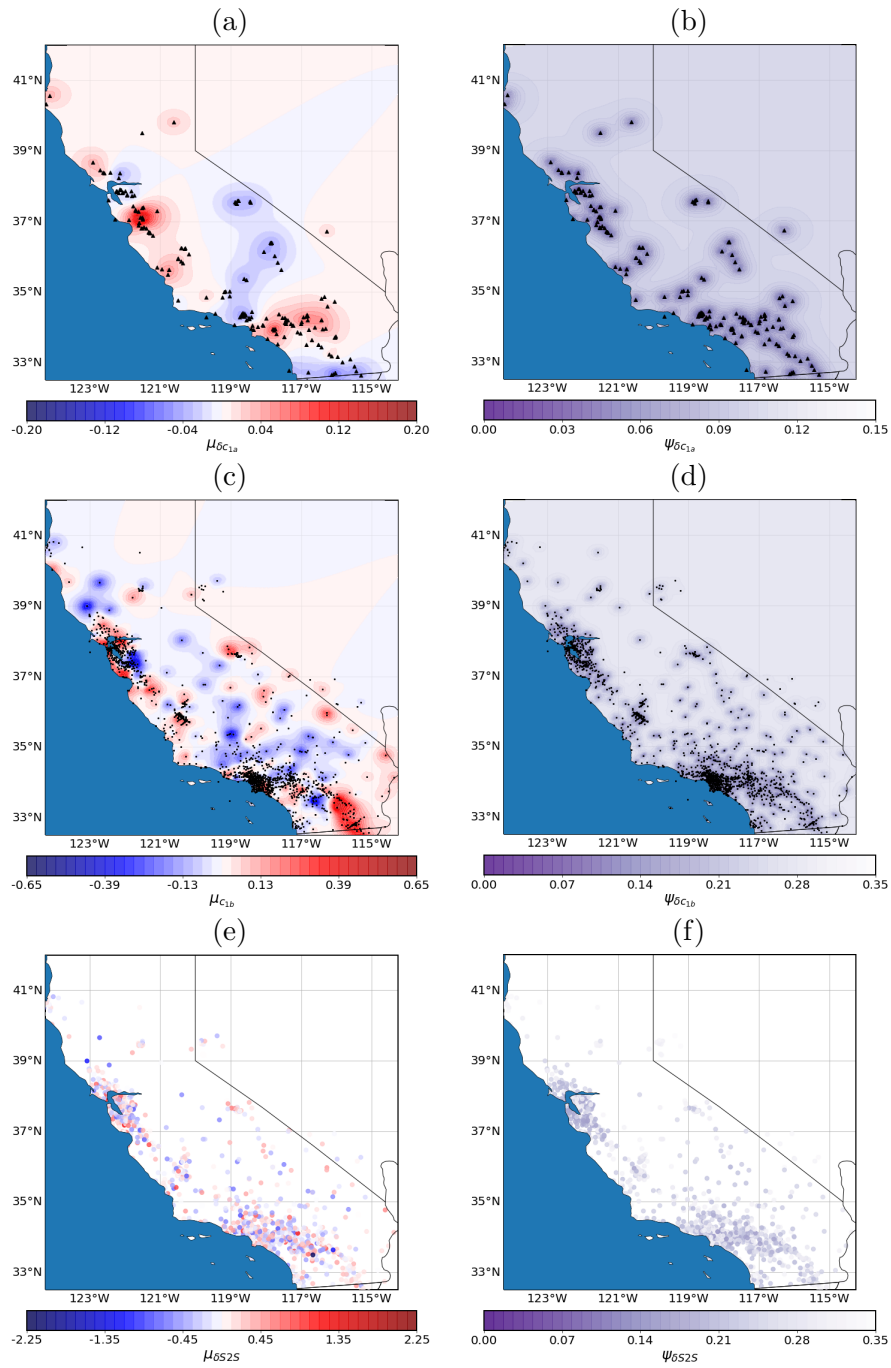 (a) (b)
41°N 41°N
39°N 39°N
37°N 37°N
35°N 35°N
33°N 33°N
123°W 121°W 119°W 117°W 115°W 123°W 121°W 119°W 117°W 115°W
-0.20 -0.12 -0.04 0.04 0.12 0.20 0.00 0.03 0.06 0.09 0.12 0.15
μδc1a ψδc1a
(c) (d)
41°N 41°N
39°N 39°N
37°N 37°N
35°N 35°N
33°N 33°N
123°W 121°W 119°W 117°W 115°W 123°W 121°W 119°W 117°W 115°W
-0.65 -0.39 -0.13 0.13 0.39 0.65 0.00 0.07 0.14 0.21 0.28 0.35
μc1b ψδc1b
(e) (f)
41°N 41°N
39°N 39°N
37°N 37°N
35°N 35°N
33°N 33°N
123°W 121°W 119°W 117°W 115°W 123°W 121°W 119°W 117°W 115°W
-2.25 -1.35 -0.45 0.45 1.35 2.25 0.00 0.07 0.14 0.21 0.28 0.35
μδS2S ψδS2S